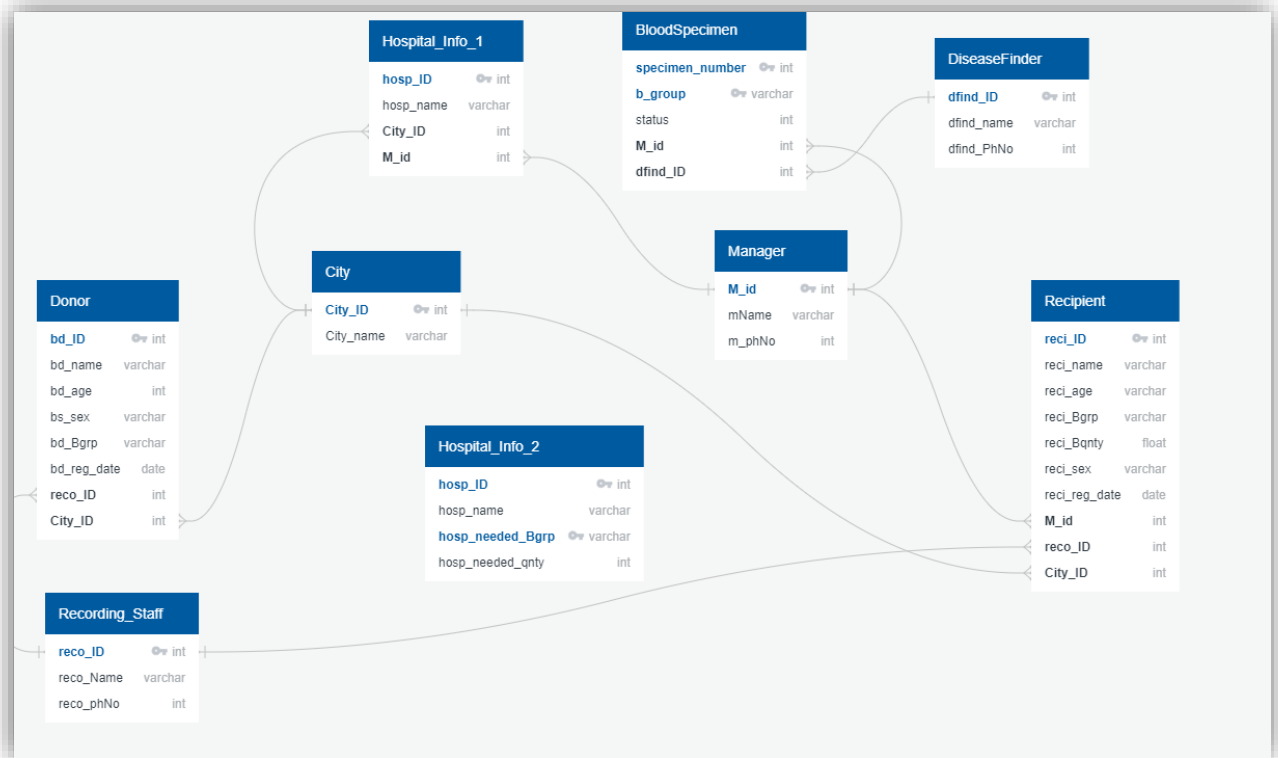 Hospital_Info_1
hosp_ID int
hosp_name varchar
City_ID int
M_id int
BloodSpecimen
specimen_number int
b_group varchar
status int
M_id int
dfind_ID int
DiseaseFinder
dfind_ID int
dfind_name varchar
dfind_PhNo int
City
City_ID int
City_name varchar
Manager
M_id int
mName varchar
m_phNo int
Donor
bd_ID int
bd_name varchar
bd_age int
bs_sex varchar
bd_Bgrp varchar
bd_reg_date date
reco_ID int
City_ID int
Recipient
reci_ID int
reci_name varchar
reci_age varchar
reci_Bgrp varchar
reci_Bqnty float
reci_sex varchar
reci_reg_date date
M_id int
reco_ID int
City_ID int
Hospital_Info_2
hosp_ID int
hosp_name varchar
hosp_needed_Bgrp varchar
hosp_needed_qnty int
Recording_Staff
reco_ID int
reco_Name varchar
reco_phNo int